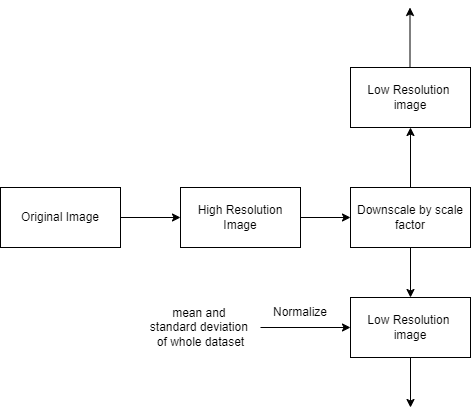 Low Resolution
image
Original Image
High Resolution
Image
Downscale by scale
factor
mean and
standard deviation
of whole dataset
Normalize
Low Resolution
image